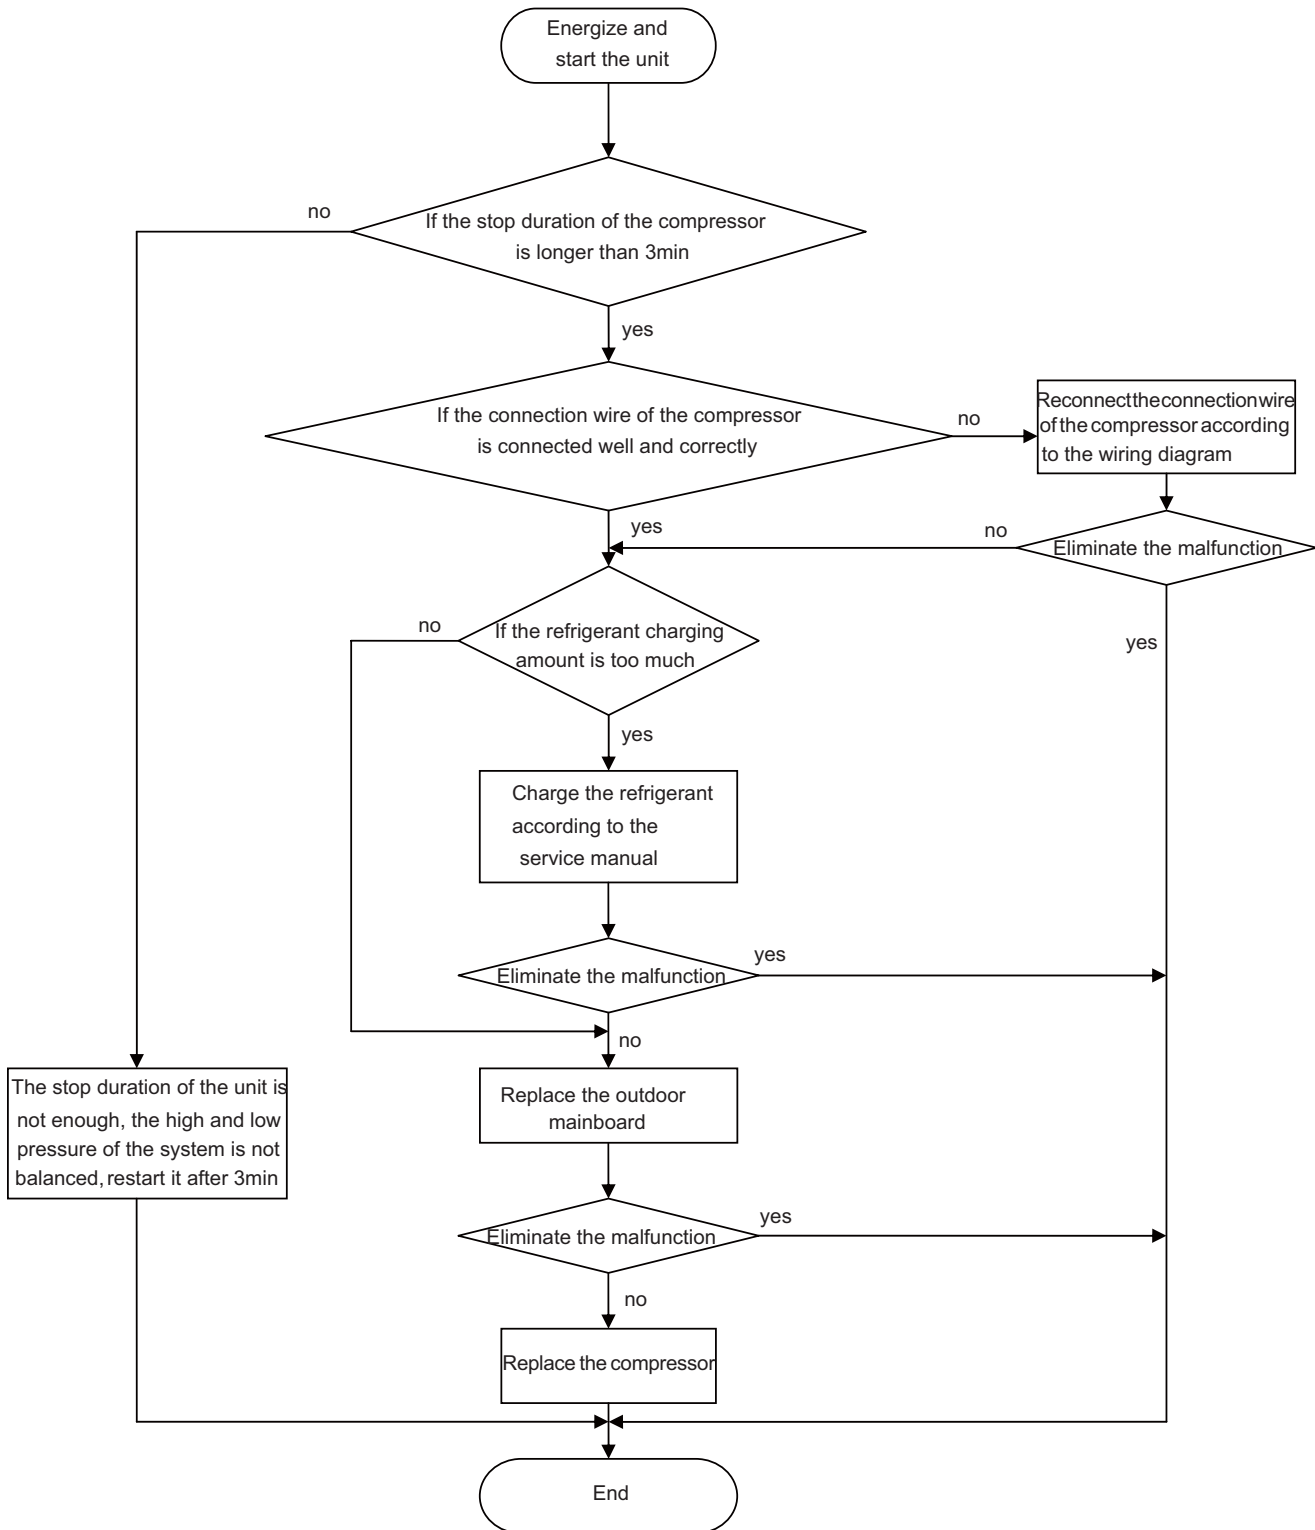 Energize and
start the unit
no
If the stop duration of the compressor
is longer than 3min
yes
If the connection wire of the compressor
is connected well and correctly
no
Reconnect the connection wire
of the compressor according
to the wiring diagram
yes
no
Eliminate the malfunction
no
If the refrigerant charging
amount is too much
yes
yes
Charge the refrigerant
according to the
service manual
Eliminate the malfunction
yes
no
The stop duration of the unit is
not enough, the high and low
pressure of the system is not
balanced, restart it after 3min
Replace the outdoor
mainboard
Eliminate the malfunction
yes
no
Replace the compressor
End